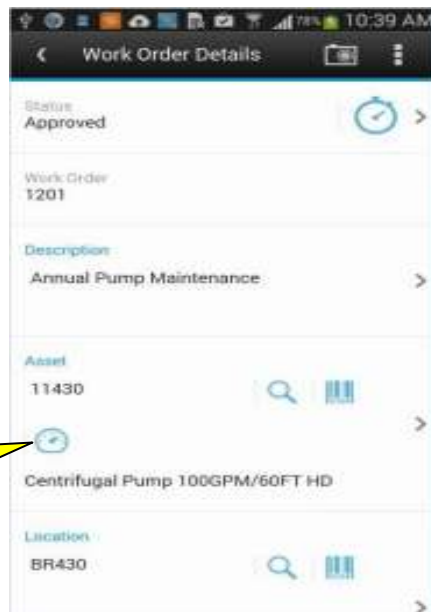 78% 10:39 AM
Work Order Details
Status
Approved
Work Order
1201
Description
Annual Pump Maintenance
Asset
11430
Centrifugal Pump 100GPM/60FT HD
Location
BR430